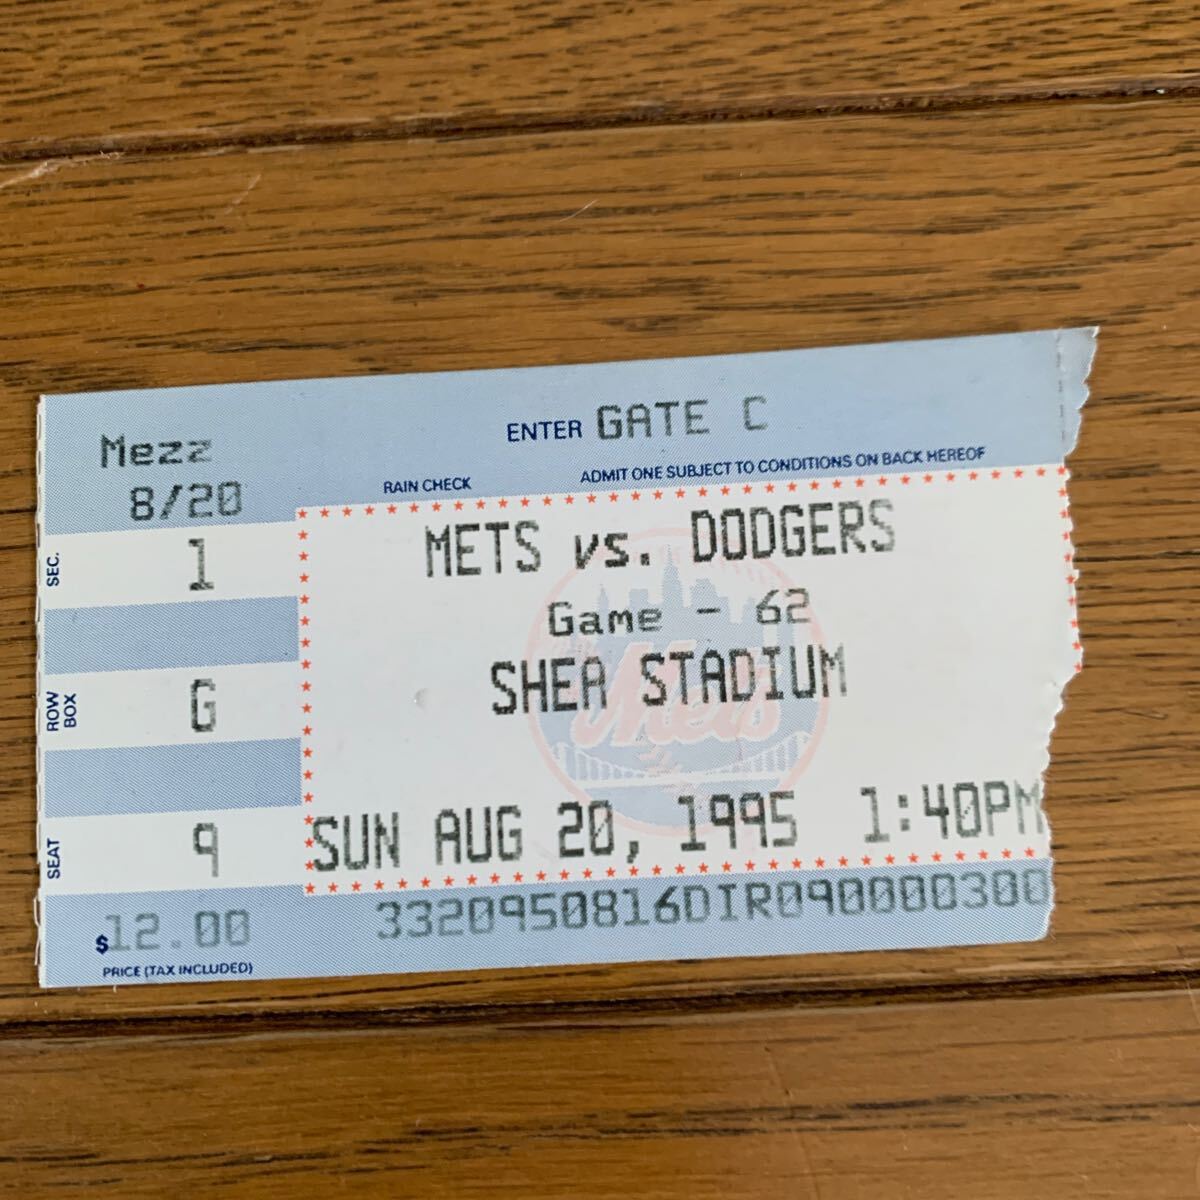 ENTER GATE C
Mezz
8/20
RAIN CHECK
ADMIT ONE SUBJECT TO CONDITIONS ON BACK HEREOF
SEC. 1
ROW BOX G
SEAT 9
METS vs. DODGERS
Game - 62
SHEA STADIUM
Mets
SUN AUG 20, 1995 1:40PM
$12.00
PRICE (TAX INCLUDED)
3320950816DIR090000300